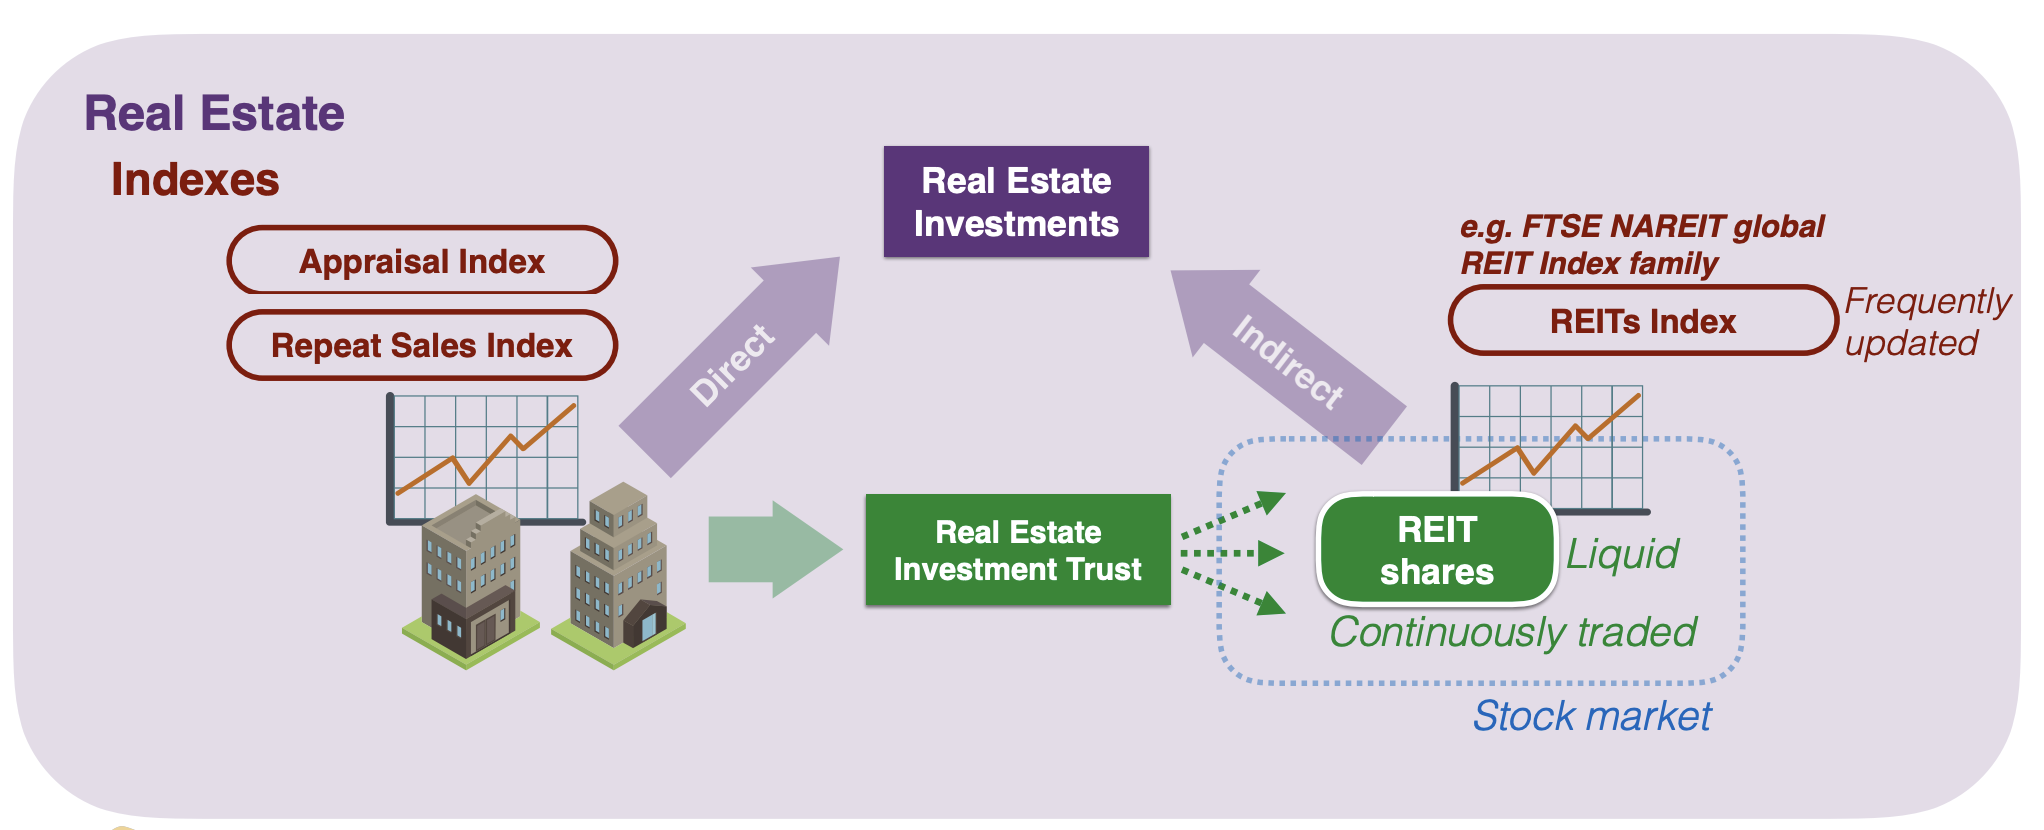 Real Estate
Indexes
Appraisal Index
Repeat Sales Index
Direct
Real Estate
Investments
Indirect
e.g. FTSE NAREIT global
REIT Index family
REITs Index
Frequently
updated
Real Estate
Investment Trust
REIT
shares
Liquid
Continuously traded
Stock market